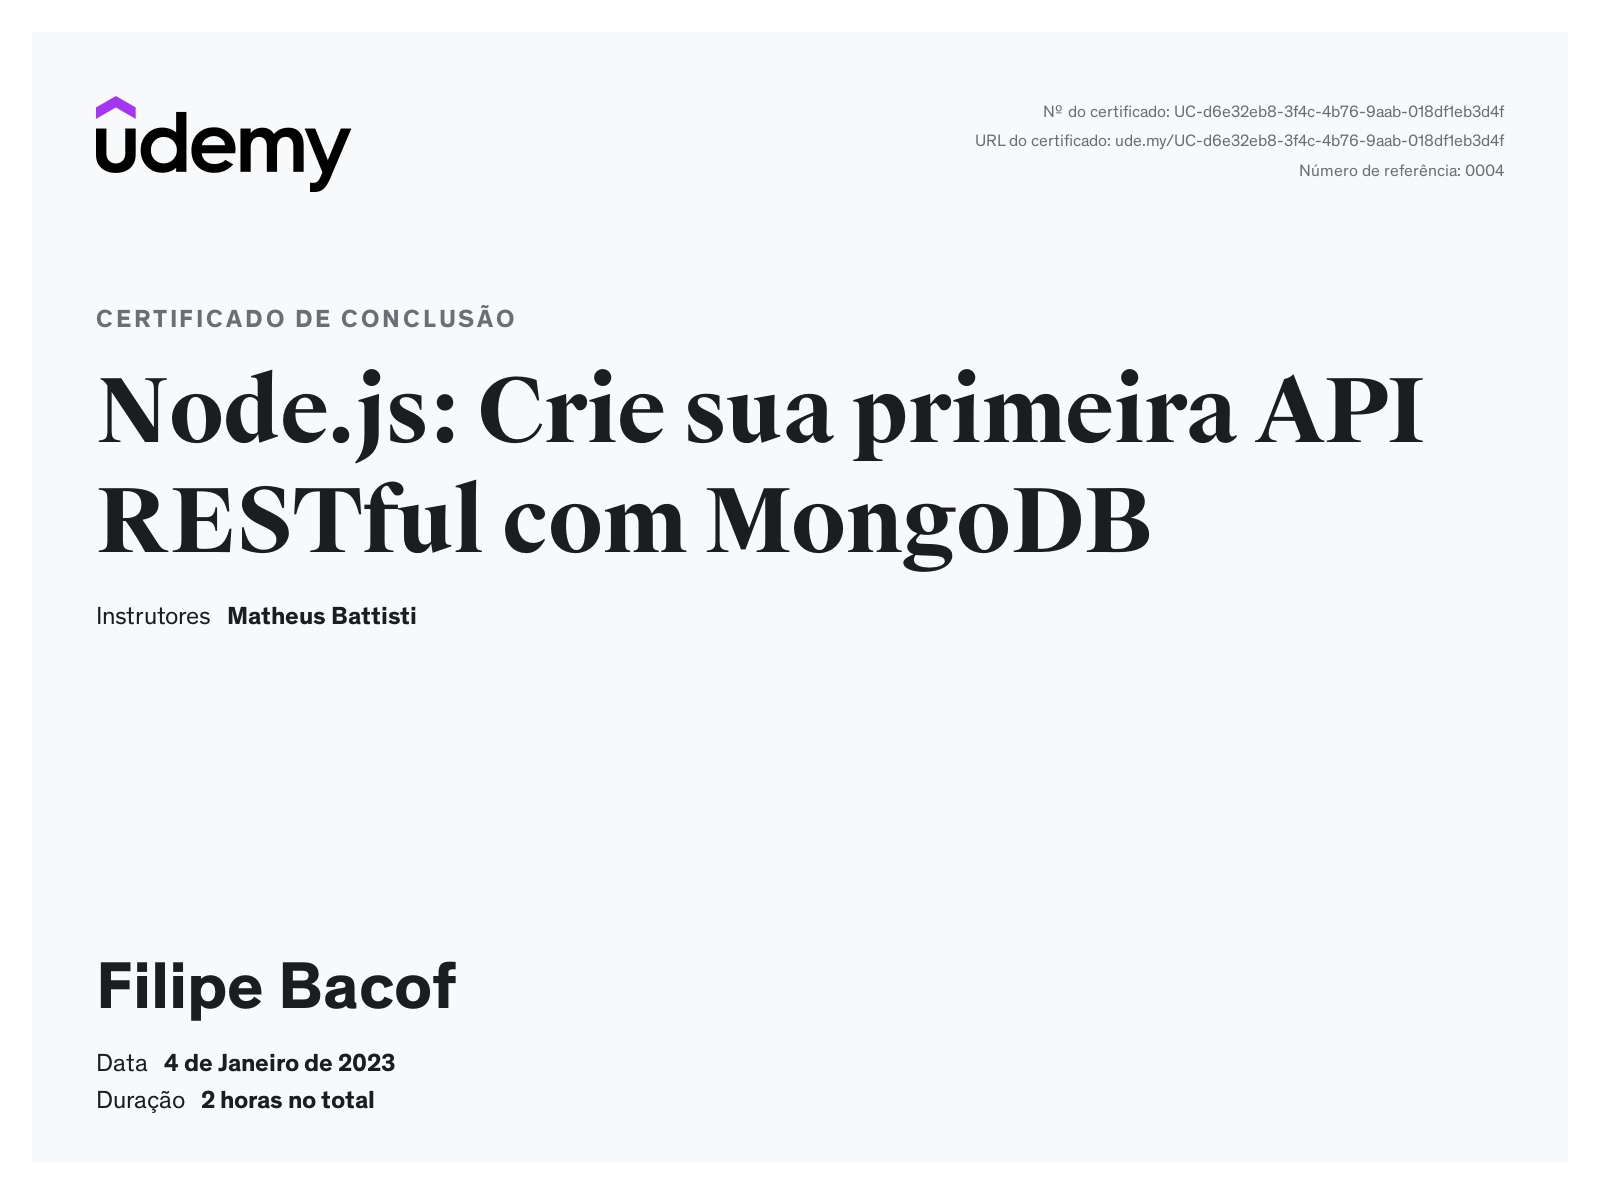 udemy
Nº do certificado: UC-d6e32eb8-3f4c-4b76-9aab-018df1eb3d4f
URL do certificado: ude.my/UC-d6e32eb8-3f4c-4b76-9aab-018df1eb3d4f
Número de referência: 0004
CERTIFICADO DE CONCLUSÃO
Node.js: Crie sua primeira API
RESTful com MongoDB
Instrutores Matheus Battisti
Filipe Bacof
Data 4 de Janeiro de 2023
Duração 2 horas no total